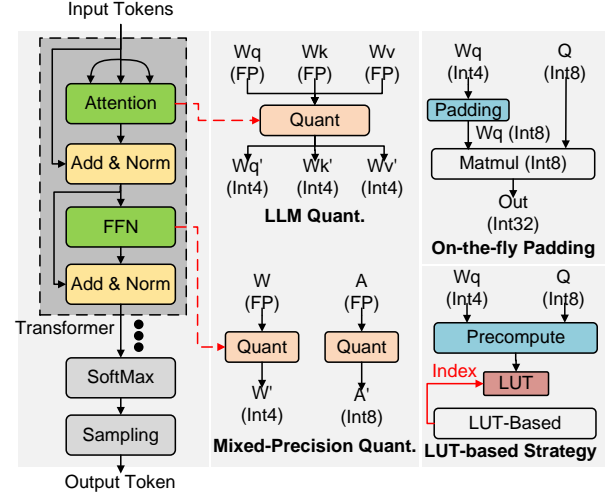 Input Tokens
Attention
Add & Norm
FFN
Add & Norm
Transformer
SoftMax
Sampling
Output Token
Wq Wk Wv
(FP) (FP) (FP)
Quant
Wq' Wk' Wv'
(Int4) (Int4) (Int4)
LLM Quant.
W A
(FP) (FP)
Quant Quant
W' A'
(Int4) (Int8)
Mixed-Precision Quant.
Wq Q
(Int4) (Int8)
Padding
Wq (Int8)
Matmul (Int8)
Out
(Int32)
On-the-fly Padding
Wq Q
(Int4) (Int8)
Precompute
Index
LUT
LUT-Based
LUT-based Strategy